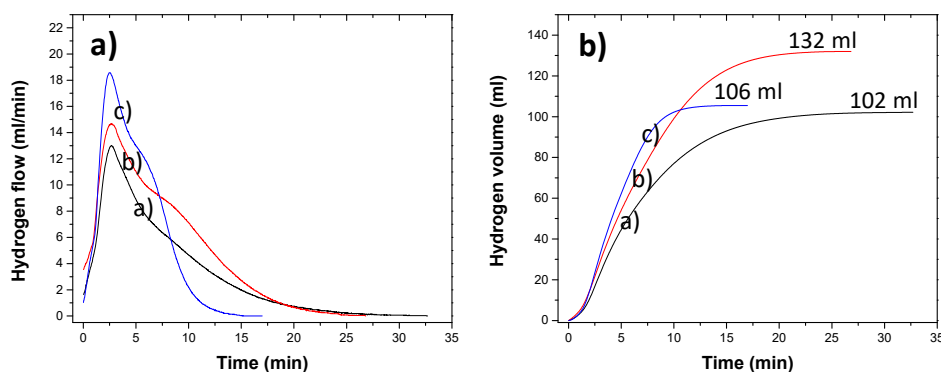 a)
Hydrogen flow (ml/min)
23
22
20
18
16
14
12
10
8
6
4
2
0
c)
b)
a)
0
5
10
15
20
25
30
35
Time (min)
b)
Hydrogen volume (ml)
140
120
100
80
60
40
20
0
132 ml
106 ml
102 ml
c)
b)
a)
0
5
10
15
20
25
30
35
Time (min)